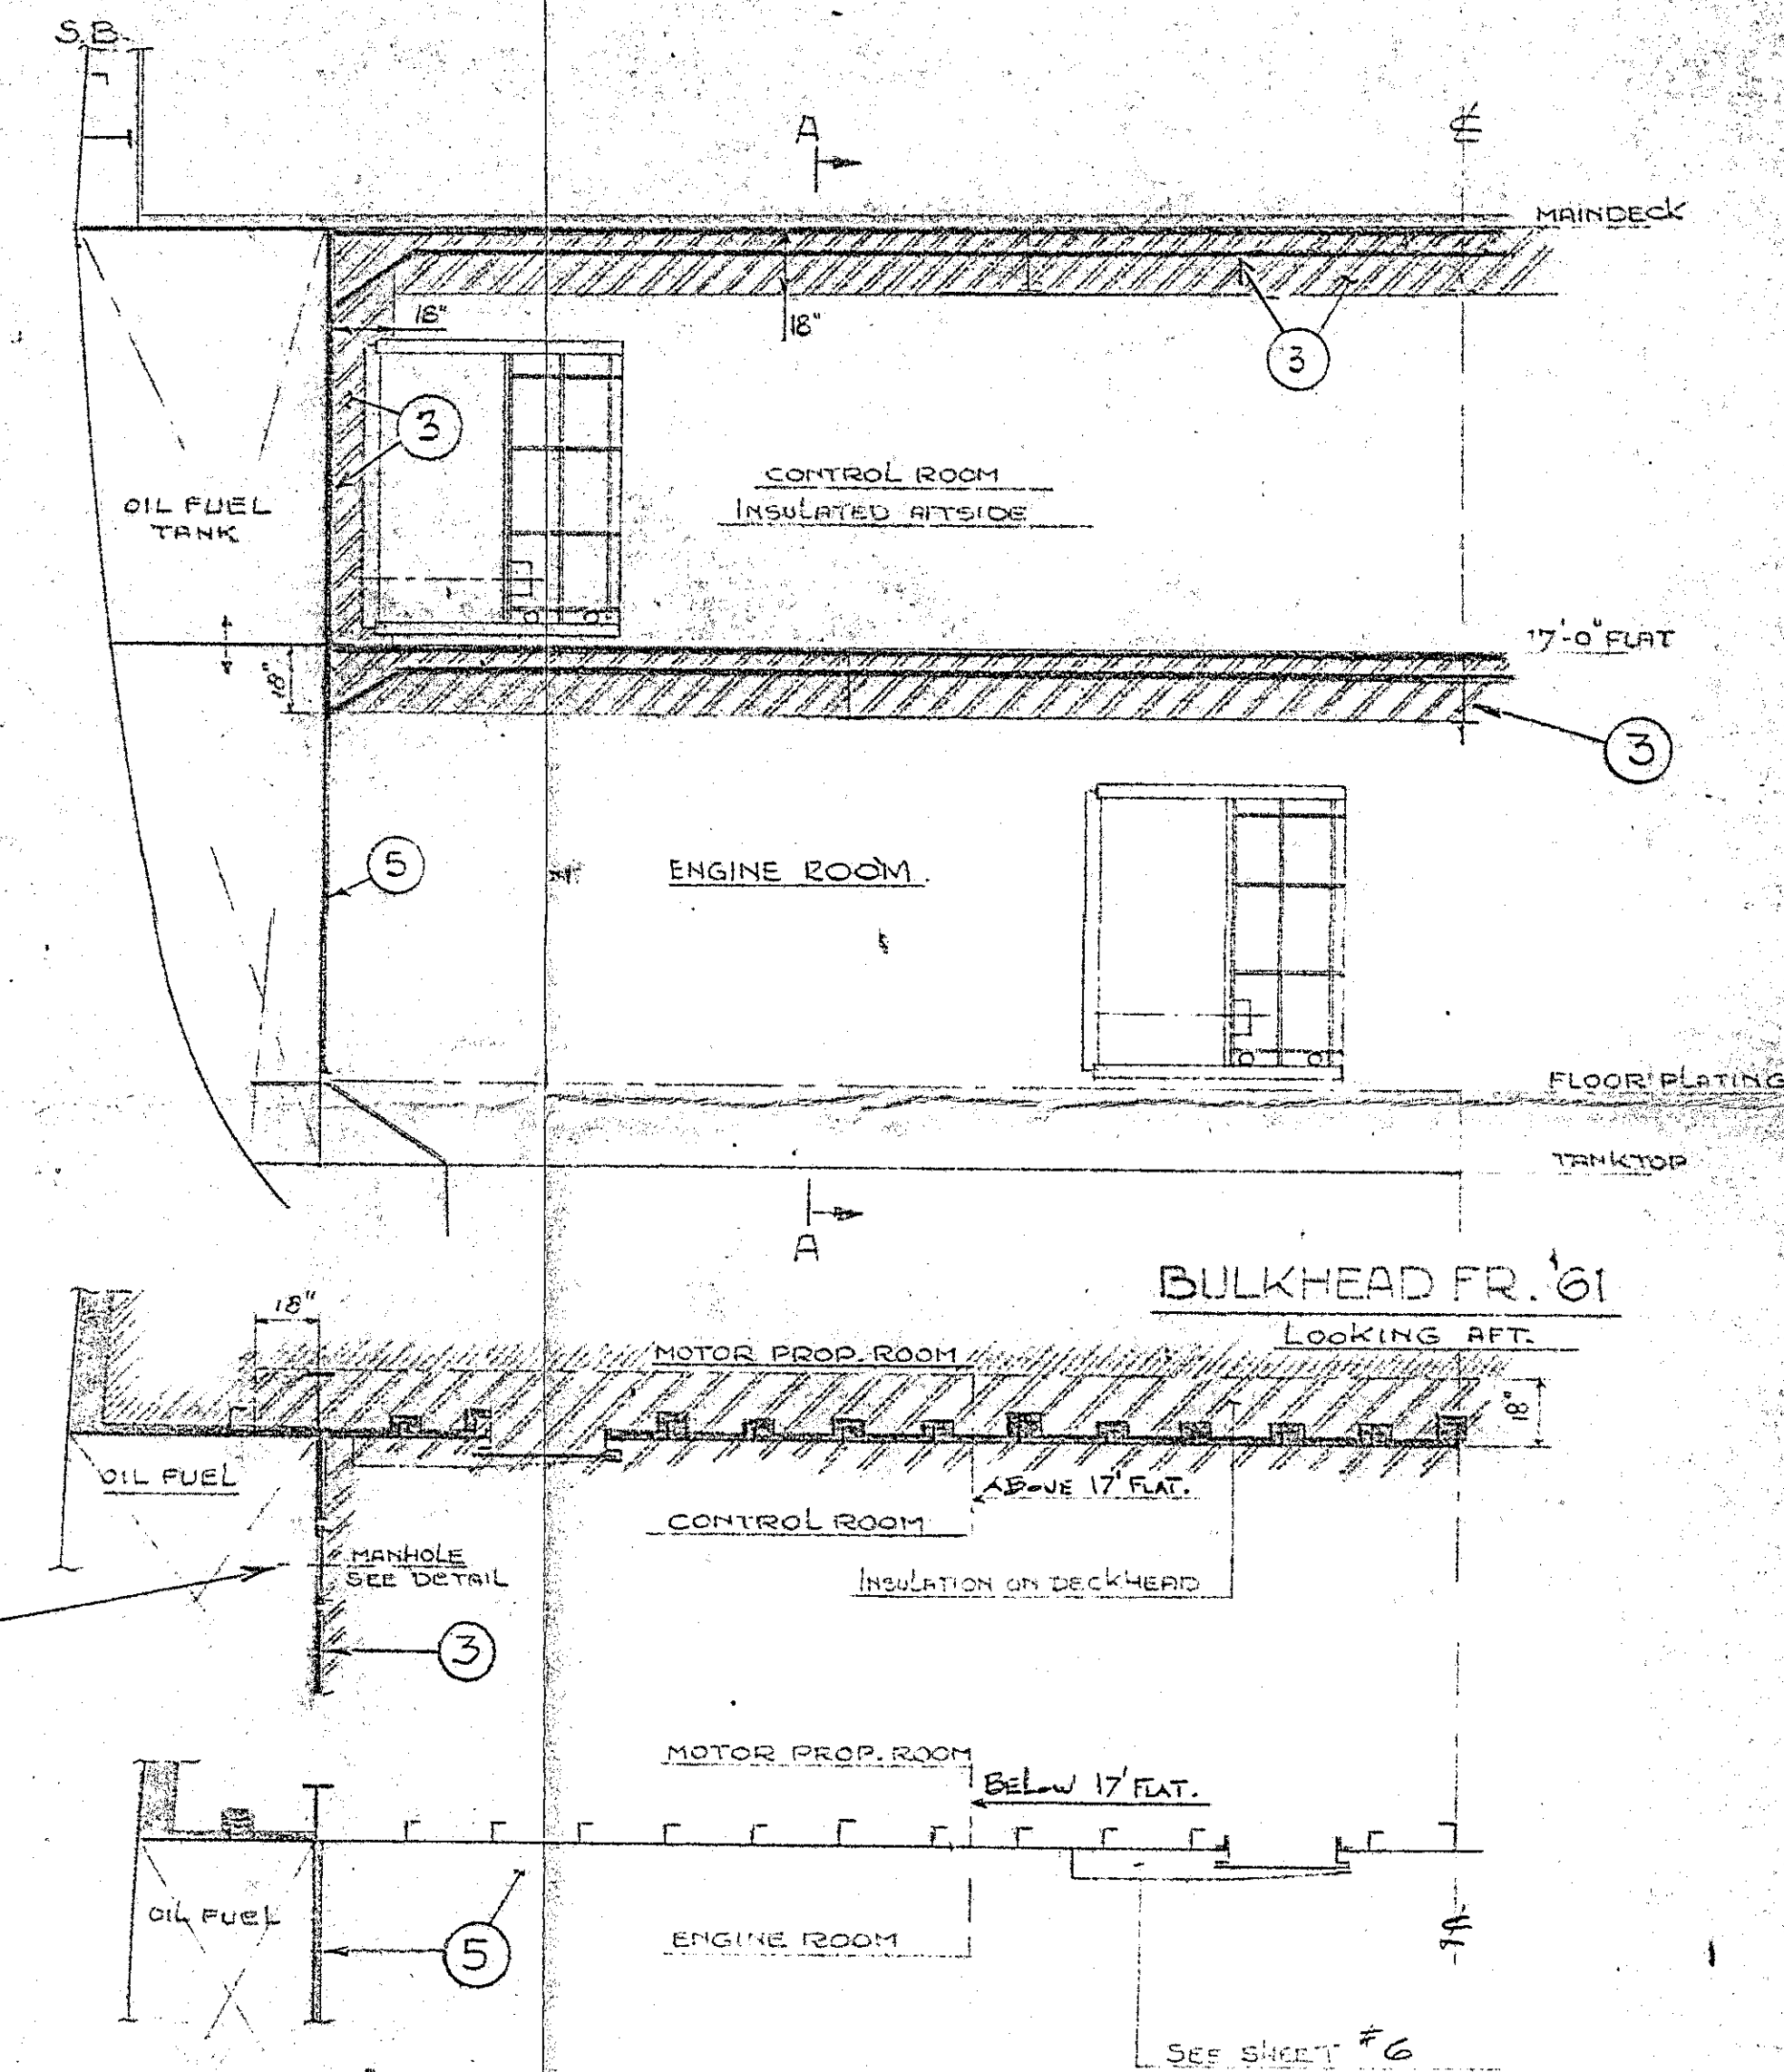 S.B.
A
℄
MAINDECK
18"
18"
3
3
CONTROL ROOM
INSULATED AFTSIDE
OIL FUEL
TANK
17'-0" FLAT
18"
3
5
ENGINE ROOM.
FLOOR PLATING
TANKTOP
A
BULKHEAD FR. 61
LOOKING AFT.
18"
MOTOR PROP. ROOM
18"
OIL FUEL
ABOVE 17' FLAT.
CONTROL ROOM
MANHOLE
SEE DETAIL
INSULATION ON DECKHEAD
3
MOTOR PROP. ROOM
BELOW 17' FLAT.
OIL FUEL
5
ENGINE ROOM
℄
SEE SHEET #6